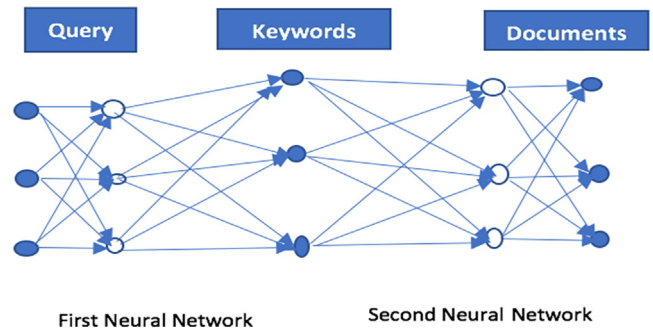 Query
Keywords
Documents
First Neural Network
Second Neural Network